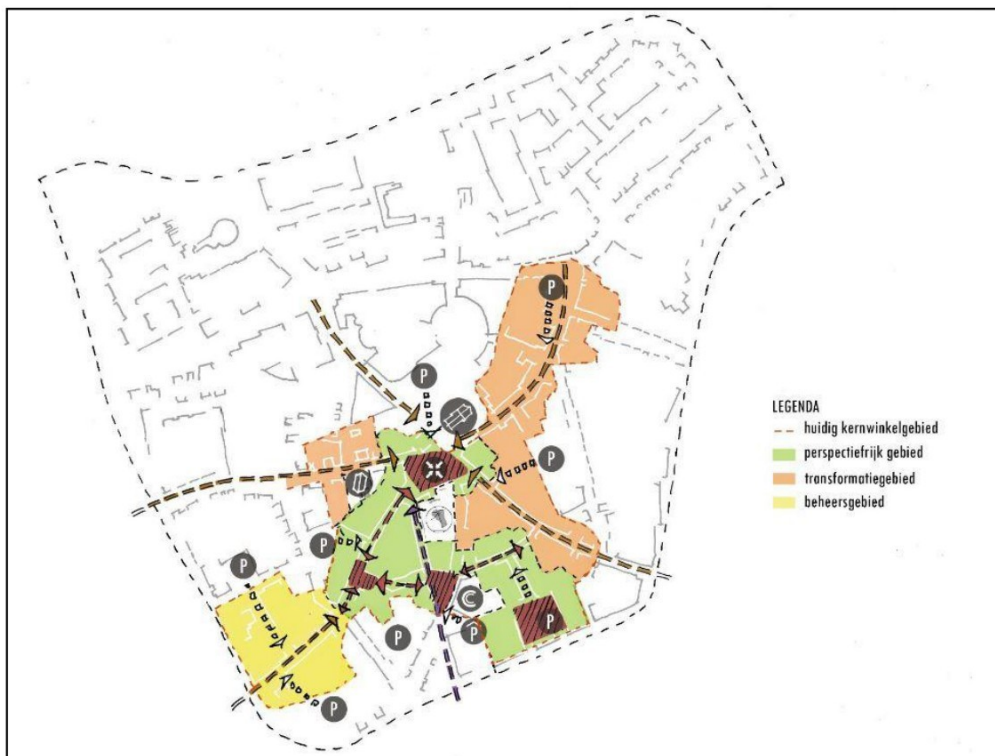 P
P
P
P
P
P
P
C
P
P
P
LEGENDA
huidig kernwinkelgebied
perspectiefrijk gebied
transformatiegebied
beheersgebied